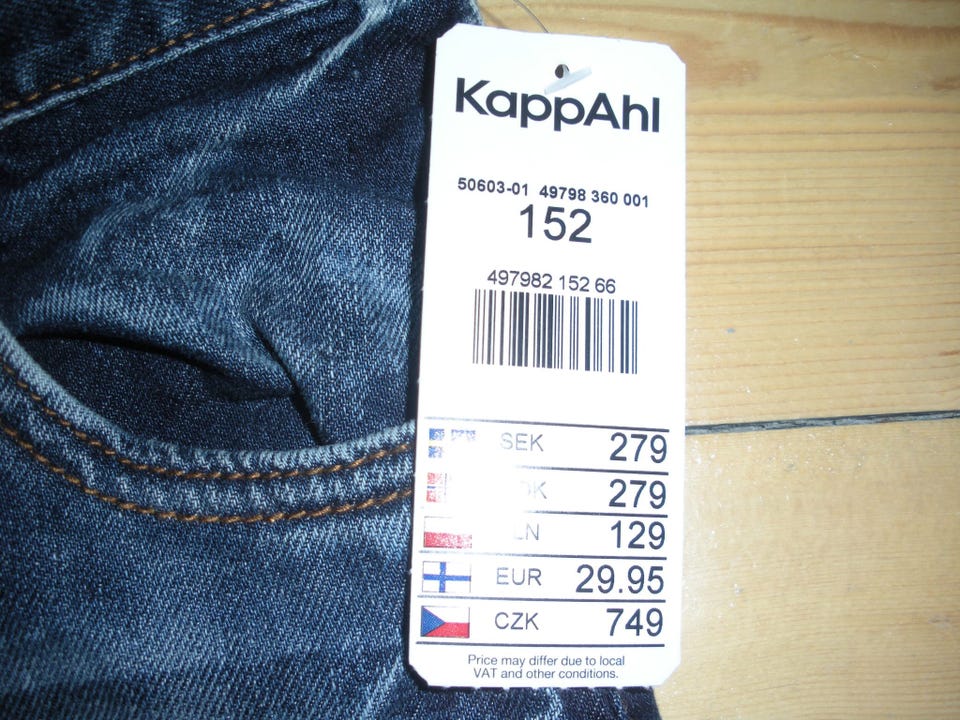 KappAhl
50603-01 49798 360 001
152
497982 152 66
SEK 279
279
129
EUR 29.95
CZK 749
Price may differ due to local
VAT and other conditions.